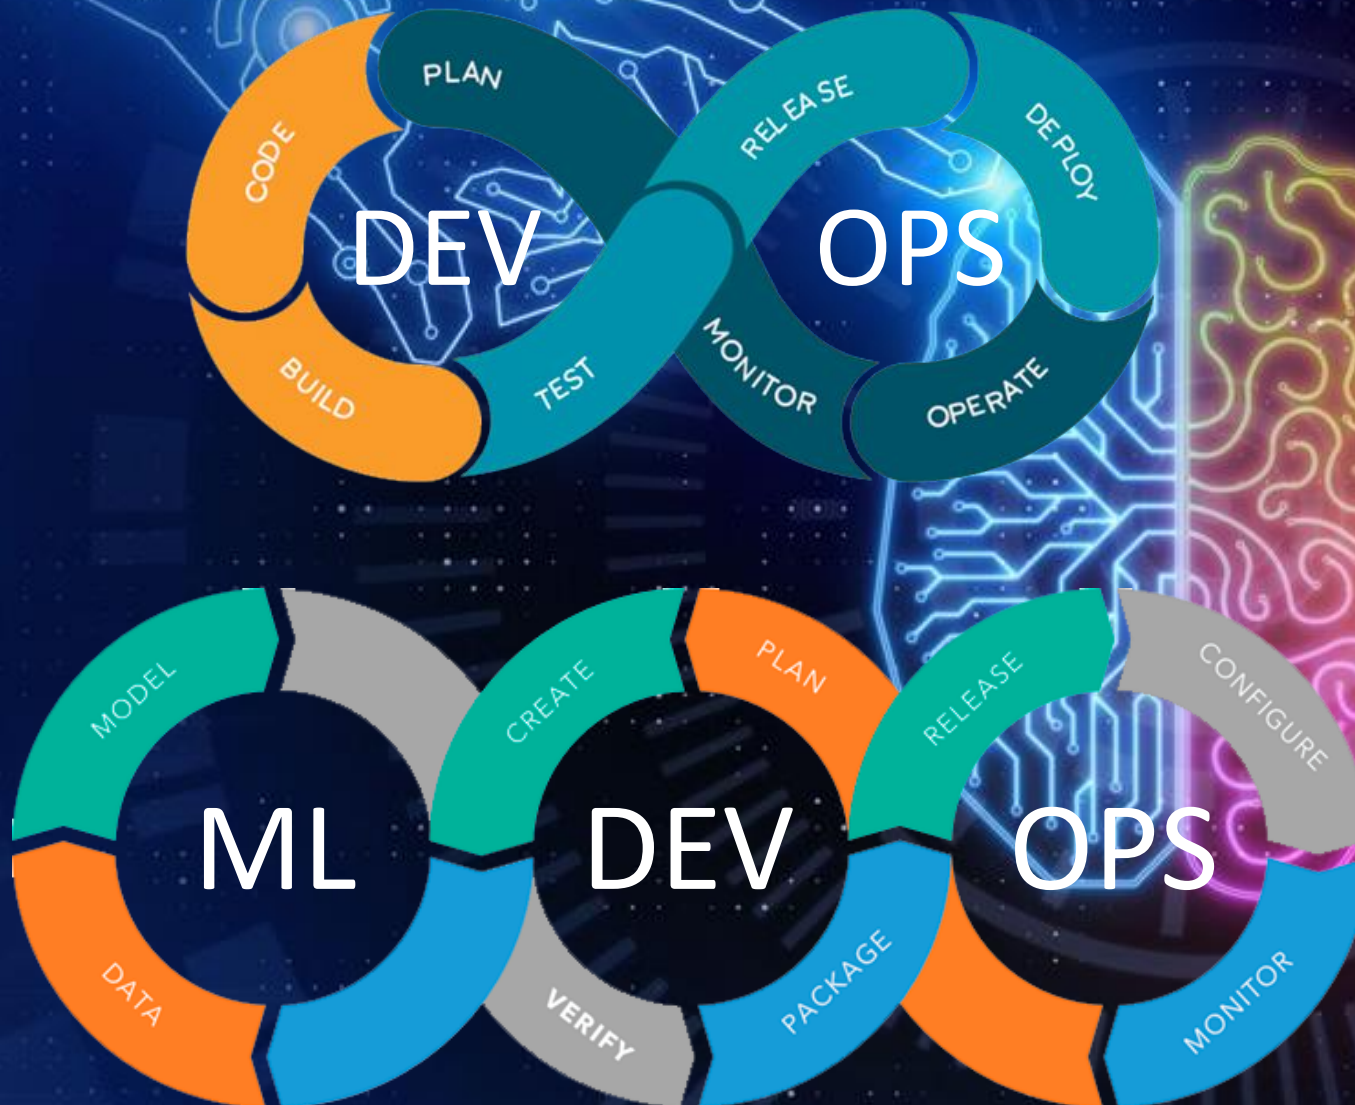 PLAN
CODE
BUILD
TEST
RELEASE
DEPLOY
OPERATE
MONITOR
DEV
OPS
MODEL
DATA
ML
CREATE
PLAN
VERIFY
PACKAGE
DEV
RELEASE
CONFIGURE
MONITOR
OPS